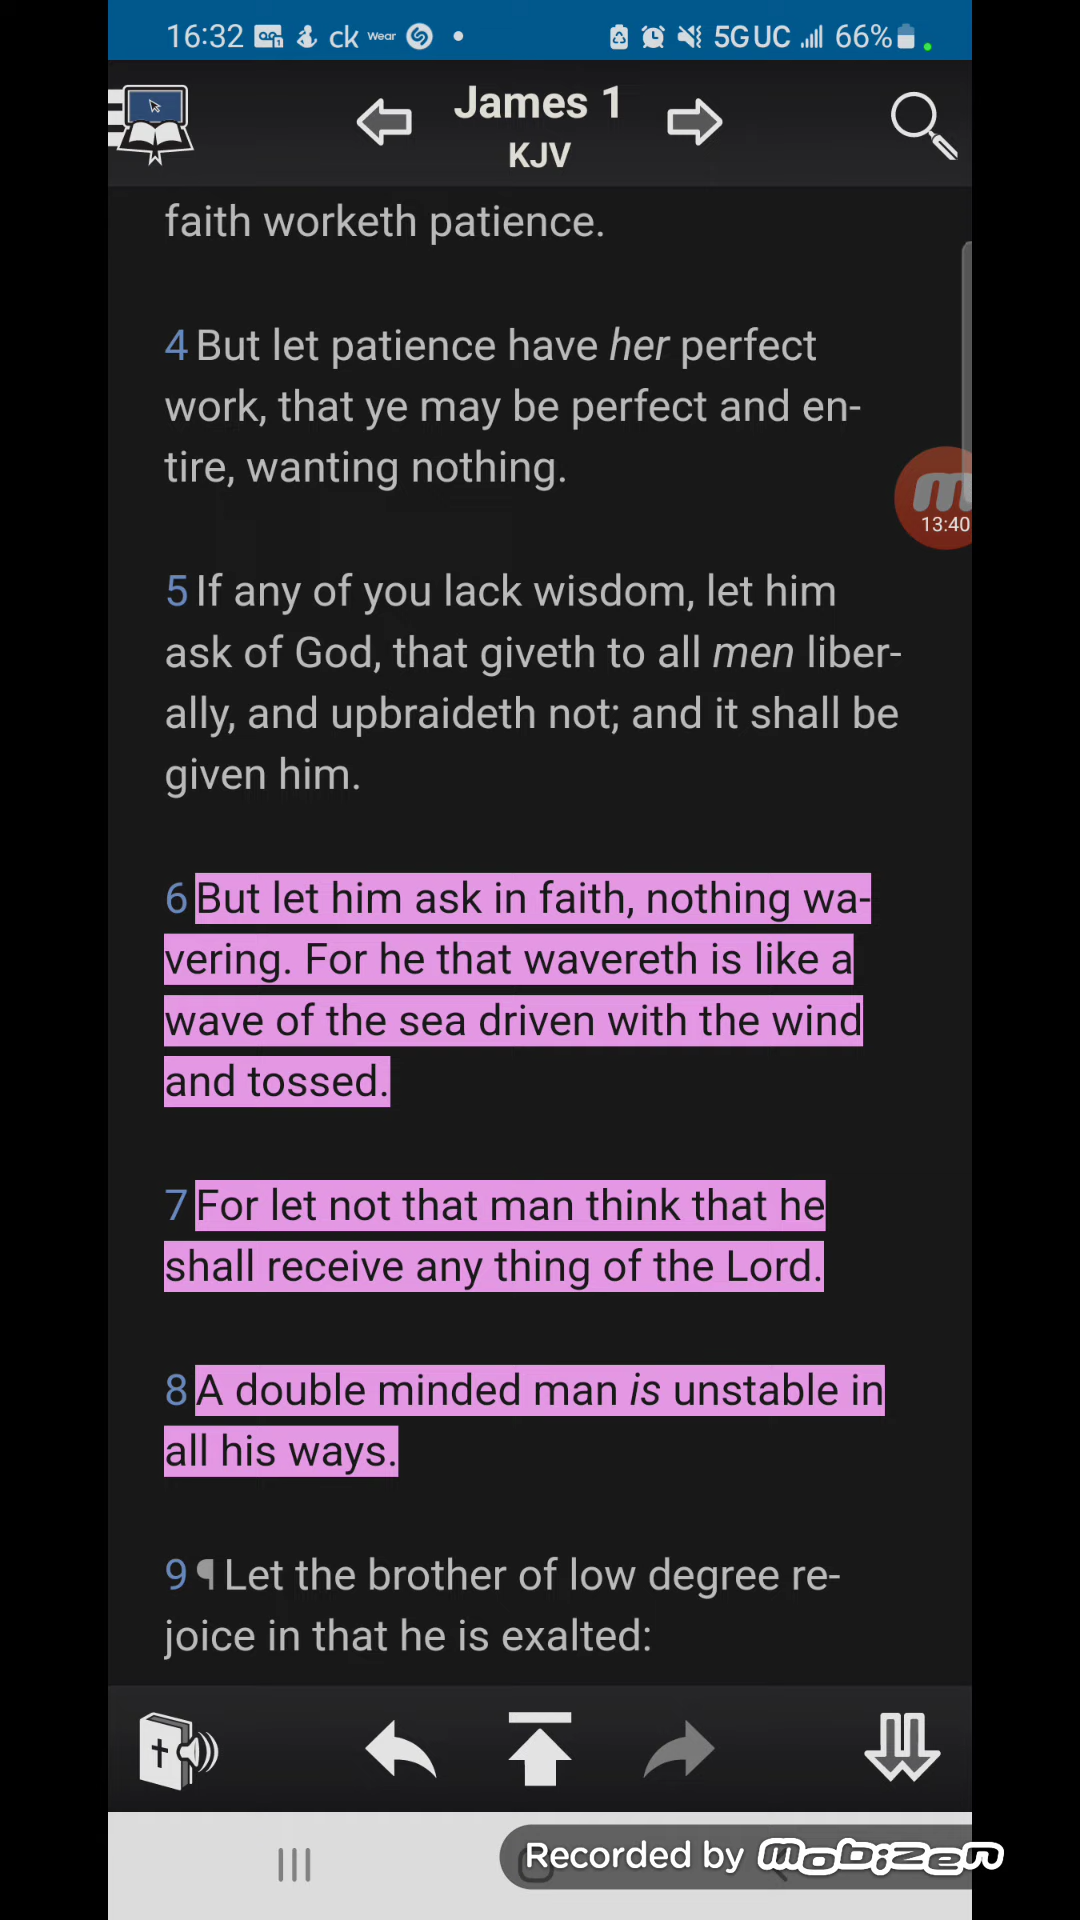 16:32 ck Wear 5G UC 66%
James 1
KJV
faith worketh patience.
4 But let patience have her perfect
work, that ye may be perfect and en-
tire, wanting nothing.
13:40
5 If any of you lack wisdom, let him
ask of God, that giveth to all men liber-
ally, and upbraideth not; and it shall be
given him.
6 But let him ask in faith, nothing wa-
vering. For he that wavereth is like a
wave of the sea driven with the wind
and tossed.
7 For let not that man think that he
shall receive any thing of the Lord.
8 A double minded man is unstable in
all his ways.
9 ¶ Let the brother of low degree re-
joice in that he is exalted:
Recorded by mobizen